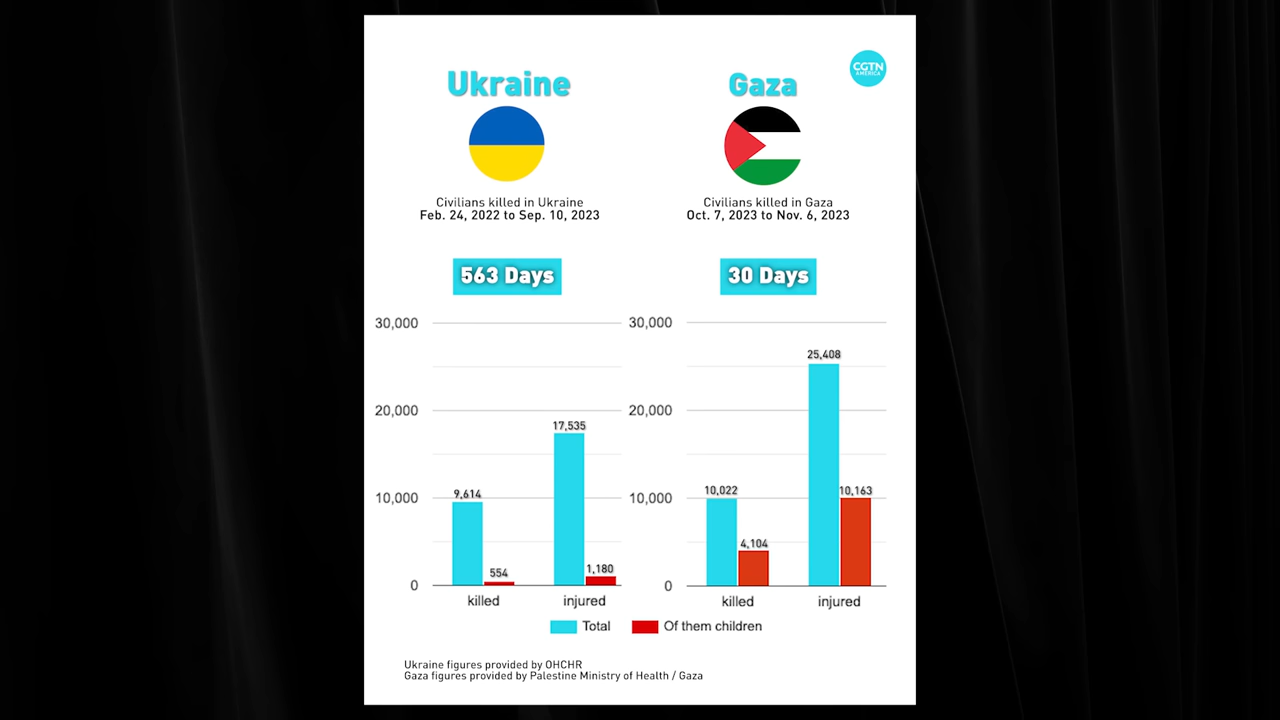 CGTN
AMERICA
Ukraine
Gaza
Civilians killed in Ukraine
Feb. 24, 2022 to Sep. 10, 2023
Civilians killed in Gaza
Oct. 7, 2023 to Nov. 6, 2023
563 Days
30 Days
30,000
20,000
10,000
0
9,614
554
17,535
1,180
killed
injured
30,000
20,000
10,000
0
10,022
4,104
25,408
10,163
killed
injured
Total
Of them children
Ukraine figures provided by OHCHR
Gaza figures provided by Palestine Ministry of Health / Gaza